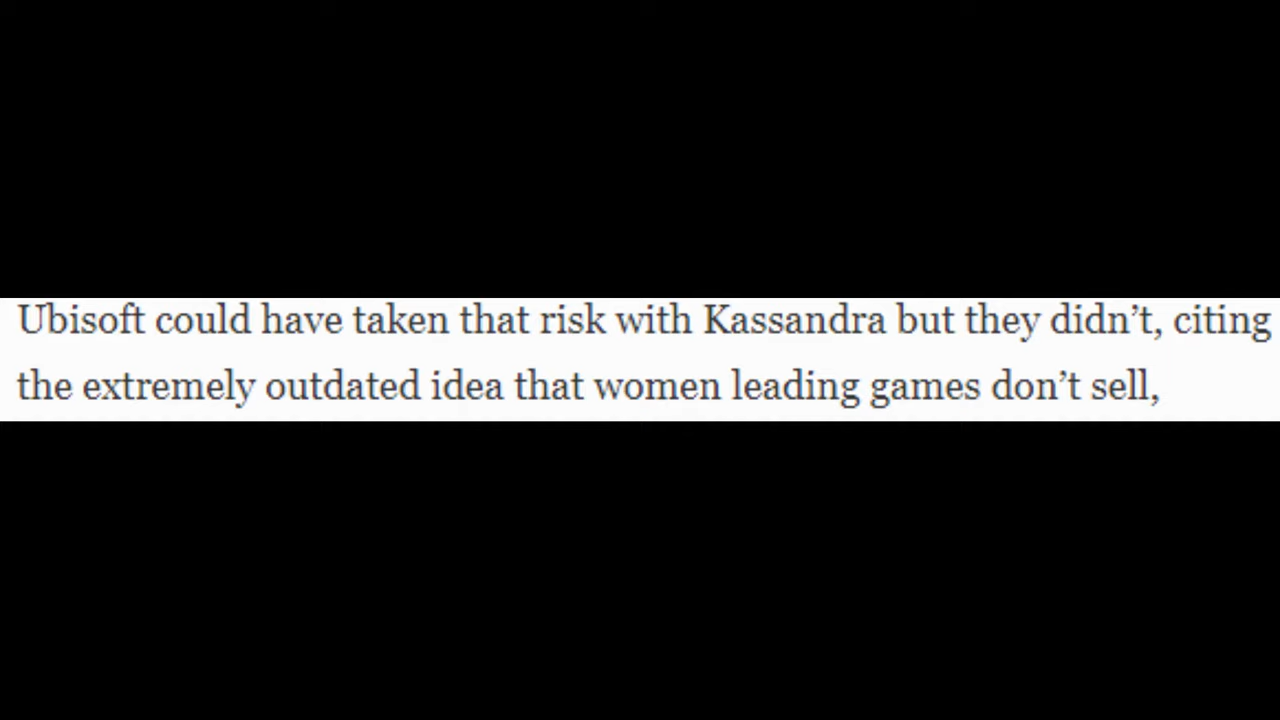 Ubisoft could have taken that risk with Kassandra but they didn’t, citing
the extremely outdated idea that women leading games don’t sell,